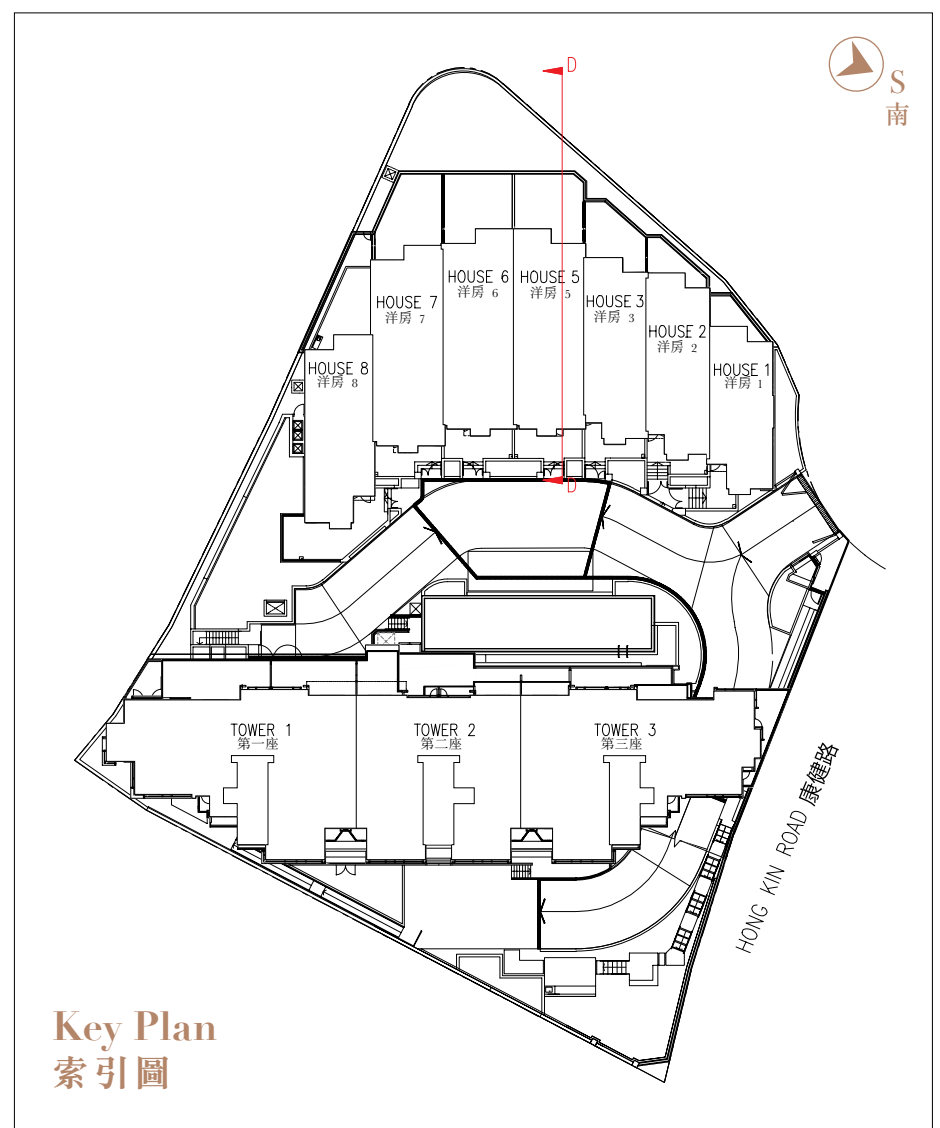 D
S
南
HOUSE 6
洋房 6
HOUSE 5
洋房 5
HOUSE 7
洋房 7
HOUSE 3
洋房 3
HOUSE 2
洋房 2
HOUSE 8
洋房 8
HOUSE 1
洋房 1
D
TOWER 1
第一座
TOWER 2
第二座
TOWER 3
第三座
HONG KIN ROAD 康健路
Key Plan
索引圖